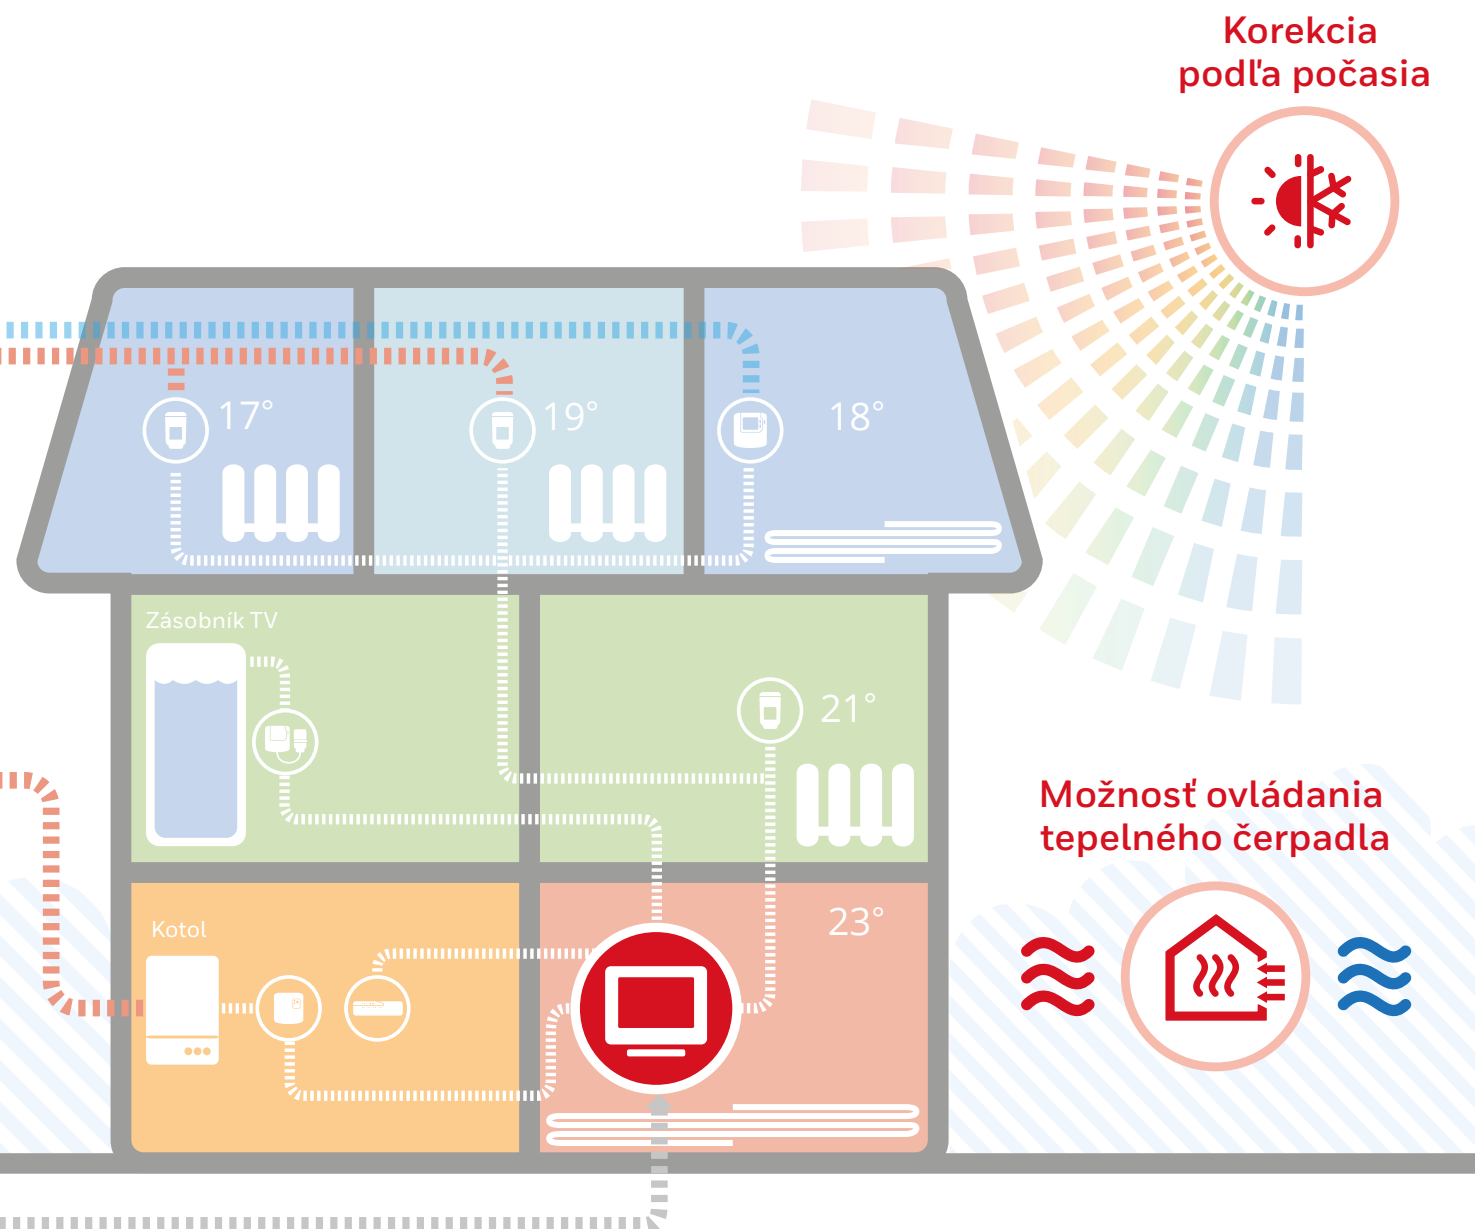 Korekcia
podľa počasia
17°
19°
18°
Zásobník TV
21°
Možnosť ovládania
tepelného čerpadla
Kotol
23°